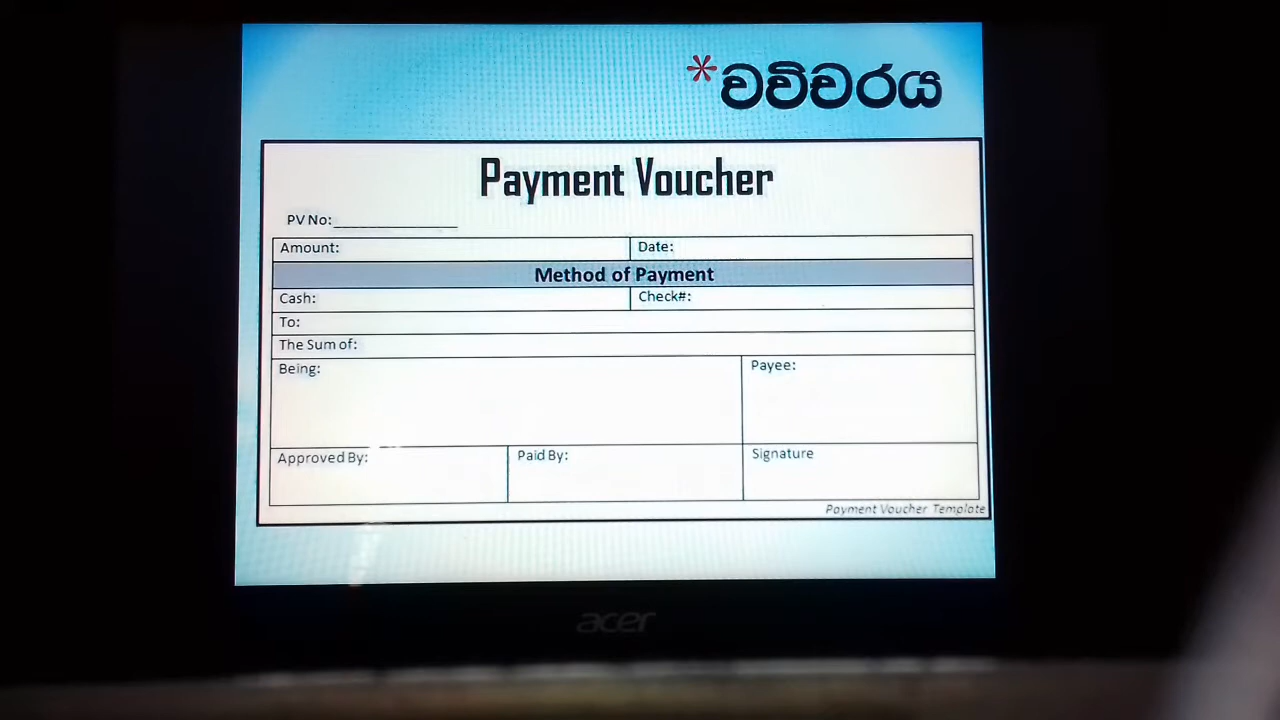 *වවිචරය
Payment Voucher
PV No:______________
Amount: Date:
Method of Payment
Cash: Check#:
To:
The Sum of:
Being: Payee:
Approved By: Paid By: Signature
Payment Voucher Template
acer